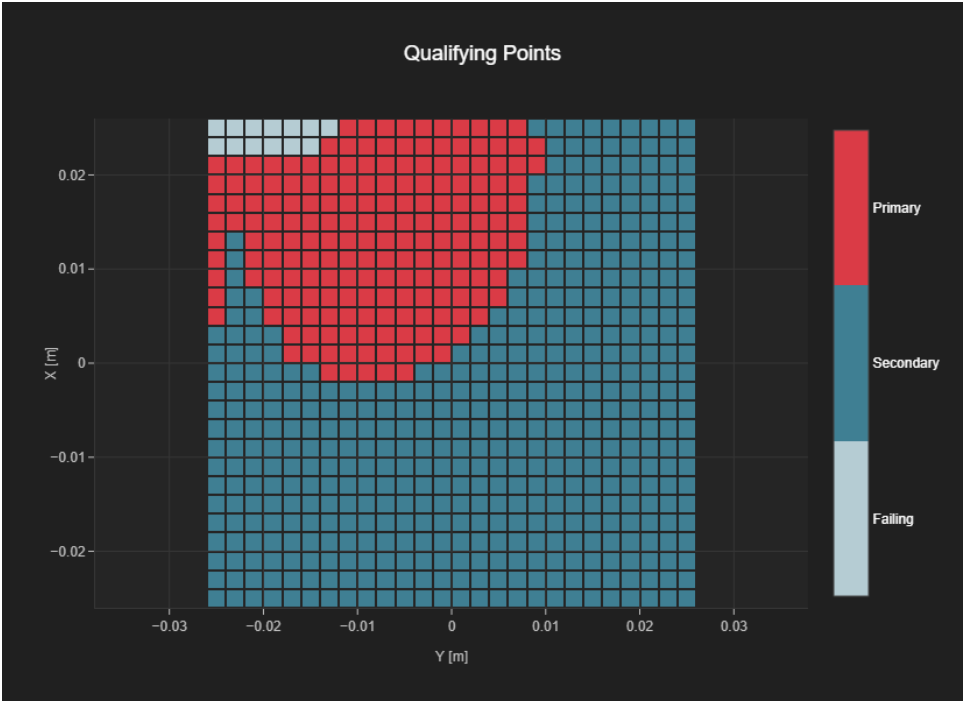 Qualifying Points
0.02
0.01
0
−0.01
−0.02
X [m]
−0.03
−0.02
−0.01
0
0.01
0.02
0.03
Y [m]
Primary
Secondary
Failing